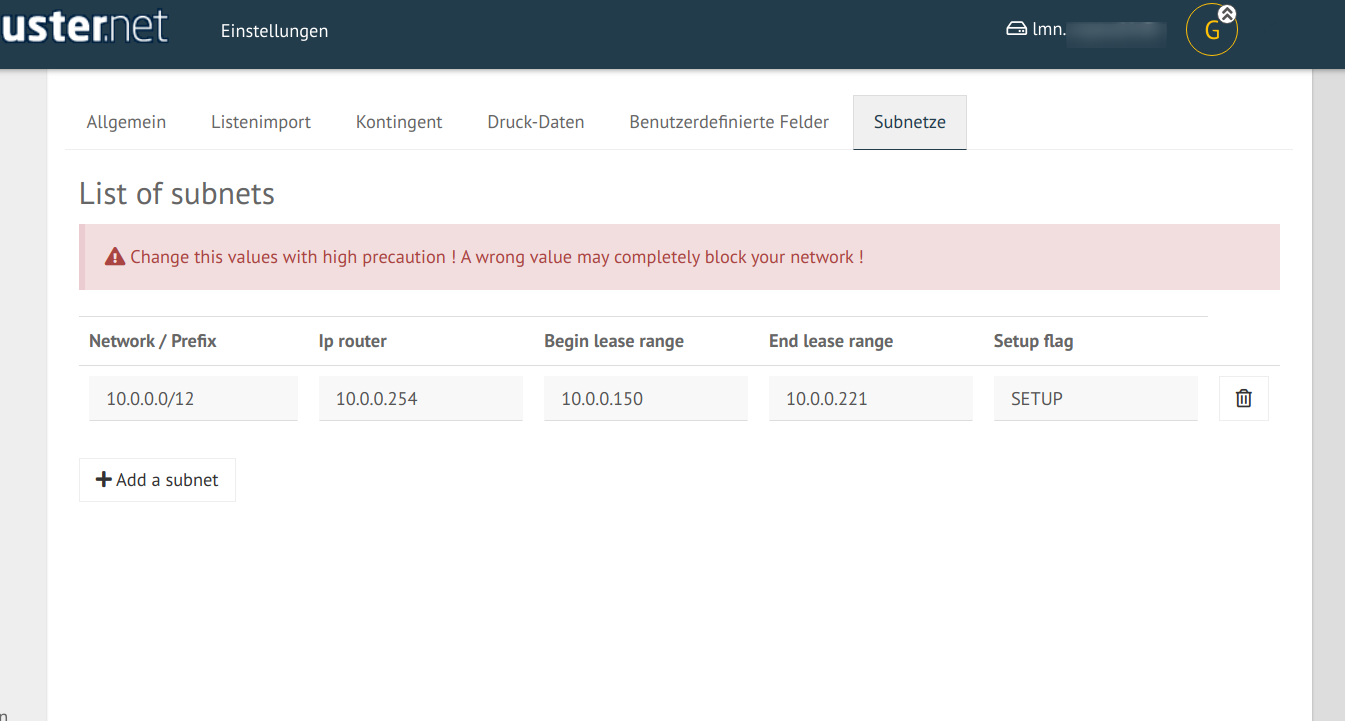 uster.net
Einstellungen
lmn.
G
Allgemein
Listenimport
Kontingent
Druck-Daten
Benutzerdefinierte Felder
Subnetze
List of subnets
Change this values with high precaution ! A wrong value may completely block your network !
Network / Prefix Ip router Begin lease range End lease range Setup flag
10.0.0.0/12 10.0.0.254 10.0.0.150 10.0.0.221 SETUP
Add a subnet
n